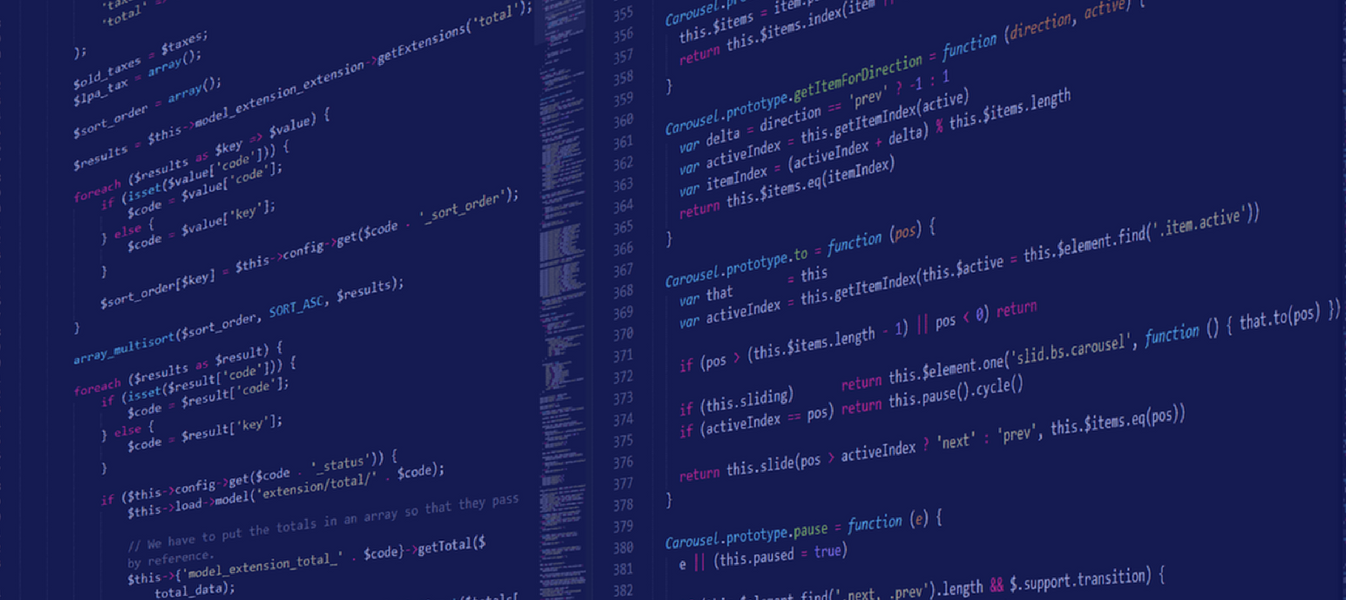 'total' =>
);
$old_taxes = $taxes;
$lpa_tax = array();
$sort_order = array();
$results = $this->model_extension_extension->getExtensions('total');
foreach ($results as $key => $value) {
if (isset($value['code'])) {
$code = $value['code'];
} else {
$code = $value['key'];
}
$sort_order[$key] = $this->config->get($code . '_sort_order');
}
array_multisort($sort_order, SORT_ASC, $results);
foreach ($results as $result) {
if (isset($result['code'])) {
$code = $result['code'];
} else {
$code = $result['key'];
}
if ($this->config->get($code . '_status')) {
$this->load->model('extension/total/' . $code);
// We have to put the totals in an array so that they pass
by reference.
$this->{'model_extension_total_' . $code}->getTotal($
total_data);
355
356
357
358
359
360
361
362
363
364
365
366
367
368
369
370
371
372
373
374
375
376
377
378
379
380
381
382
this.$items = item.
return this.$items.index(item ||
}
Carousel.prototype.getItemForDirection = function (direction, active) {
var delta = direction == 'prev' ? -1 : 1
var activeIndex = this.getItemIndex(active)
var itemIndex = (activeIndex + delta) % this.$items.length
return this.$items.eq(itemIndex)
}
Carousel.prototype.to = function (pos) {
var that = this
var activeIndex = this.getItemIndex(this.$active = this.$element.find('.item.active'))
if (pos > (this.$items.length - 1) || pos < 0) return
if (this.sliding) return this.$element.one('slid.bs.carousel', function () { that.to(pos) })
if (activeIndex == pos) return this.pause().cycle()
return this.slide(pos > activeIndex ? 'next' : 'prev', this.$items.eq(pos))
}
Carousel.prototype.pause = function (e) {
e || (this.paused = true)
.find('.next, .prev').length && $.support.transition) {